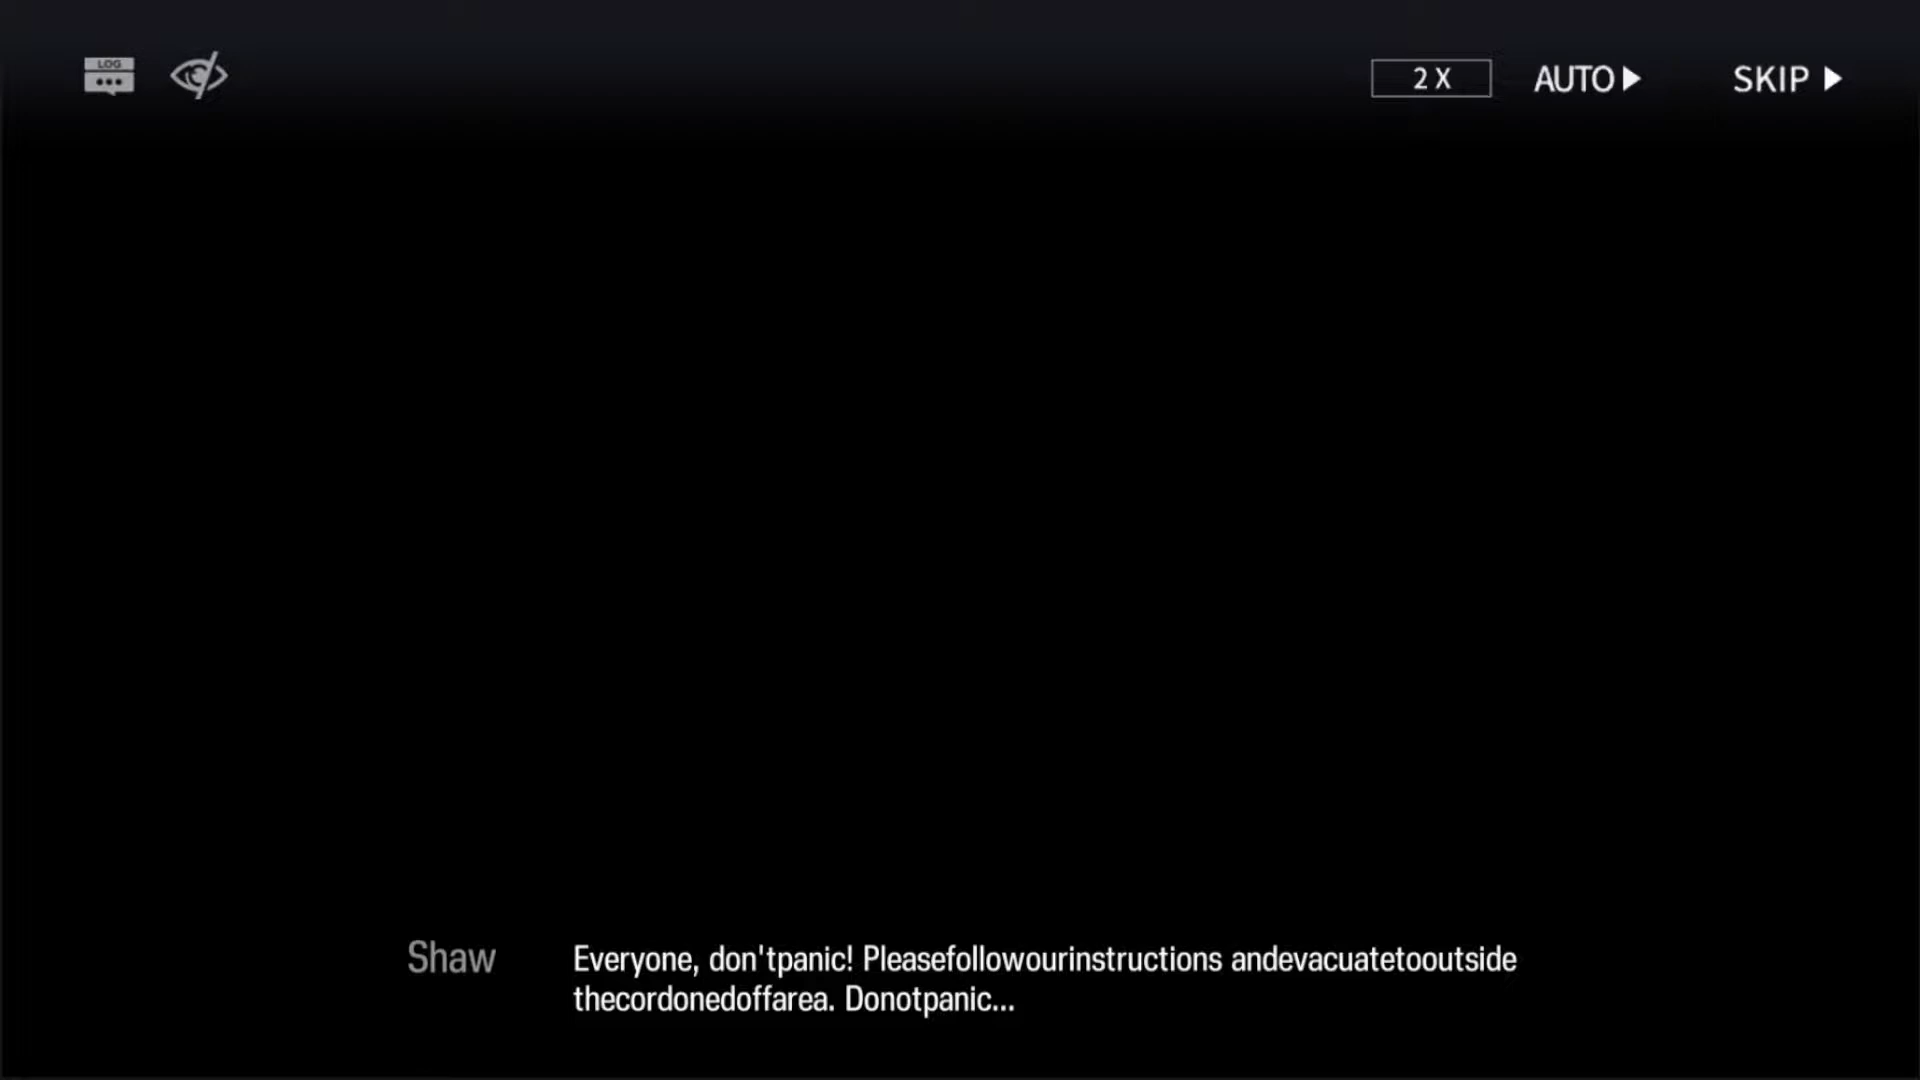 LOG
2 X AUTO SKIP
Shaw Everyone, don'tpanic! Pleasefollowourinstructions andevacuatetooutside
thecordonedoffarea. Donotpanic...